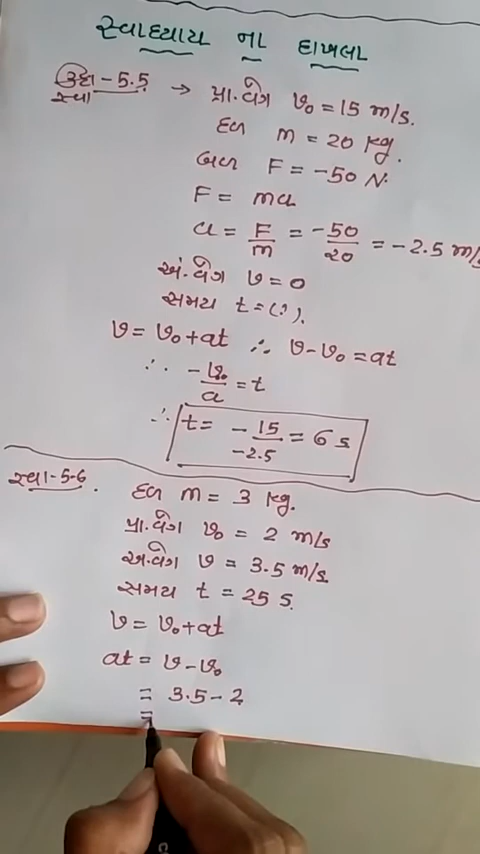 સ્વાધ્યાય ના દાખલા
ઉદા - 5.5 → પ્રા.વેગ v₀ = 15 m/s.
સ્વા
દળ m = 20 kg.
બળ F = -50 N.
F = ma
a = F/m = -50/20 = -2.5 m/s
અં.વેગ v = 0
સમય t = (?).
v = v₀ + at ∴ v - v₀ = at
∴ -v₀/a = t
∴ t = - 15/-2.5 = 6 s
સ્વા-5.6. દળ m = 3 kg.
પ્રા.વેગ v₀ = 2 m/s
અં.વેગ v = 3.5 m/s.
સમય t = 25 s.
v = v₀ + at
at = v - v₀
= 3.5 - 2
=